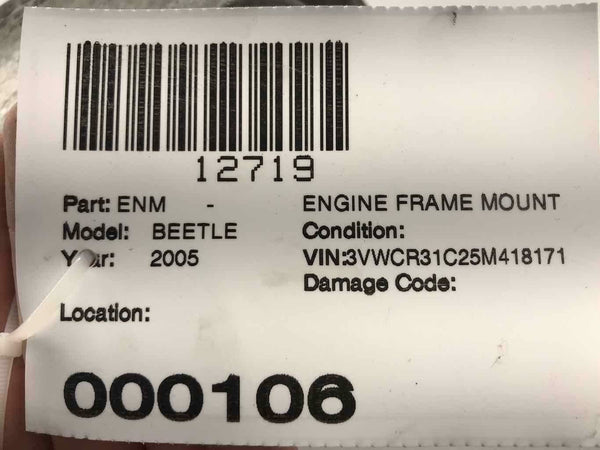 12719
Part: ENM - ENGINE FRAME MOUNT
Model: BEETLE Condition:
Year: 2005 VIN:3VWCR31C25M418171
Damage Code:
Location:
000106